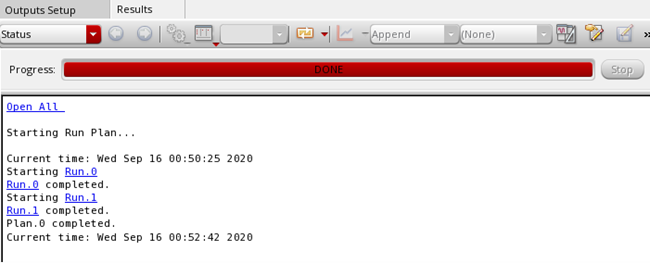 Outputs Setup Results
Status Append (None) »
Progress: DONE Stop
Open All
Starting Run Plan...
Current time: Wed Sep 16 00:50:25 2020
Starting Run.0
Run.0 completed.
Starting Run.1
Run.1 completed.
Plan.0 completed.
Current time: Wed Sep 16 00:52:42 2020